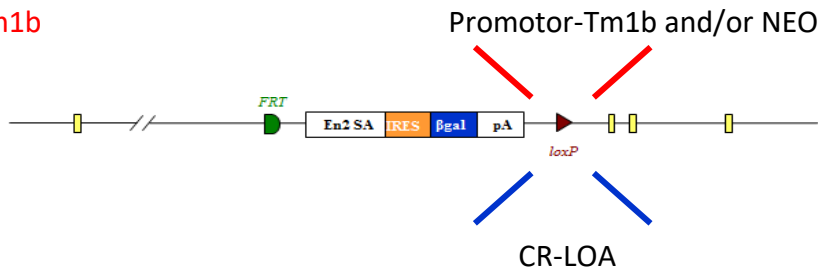 m1b
Promotor-Tm1b and/or NEO
FRT
En2 SA IRES βgal pA
loxP
CR-LOA